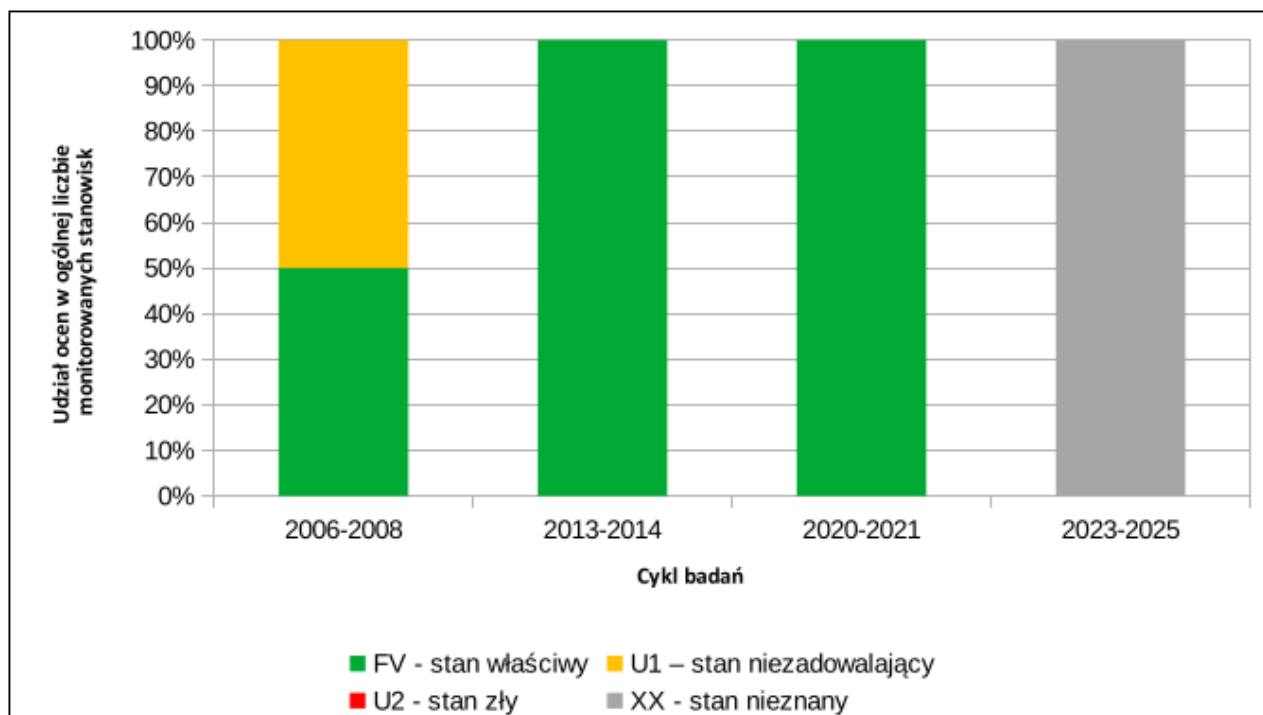 100%
90%
80%
70%
60%
50%
40%
30%
20%
10%
0%
Udział ocen w ogólnej liczbie
monitorowanych stanowisk
2006-2008 2013-2014 2020-2021 2023-2025
Cykl badań
FV - stan właściwy U1 – stan niezadowalający
U2 - stan zły XX - stan nieznany